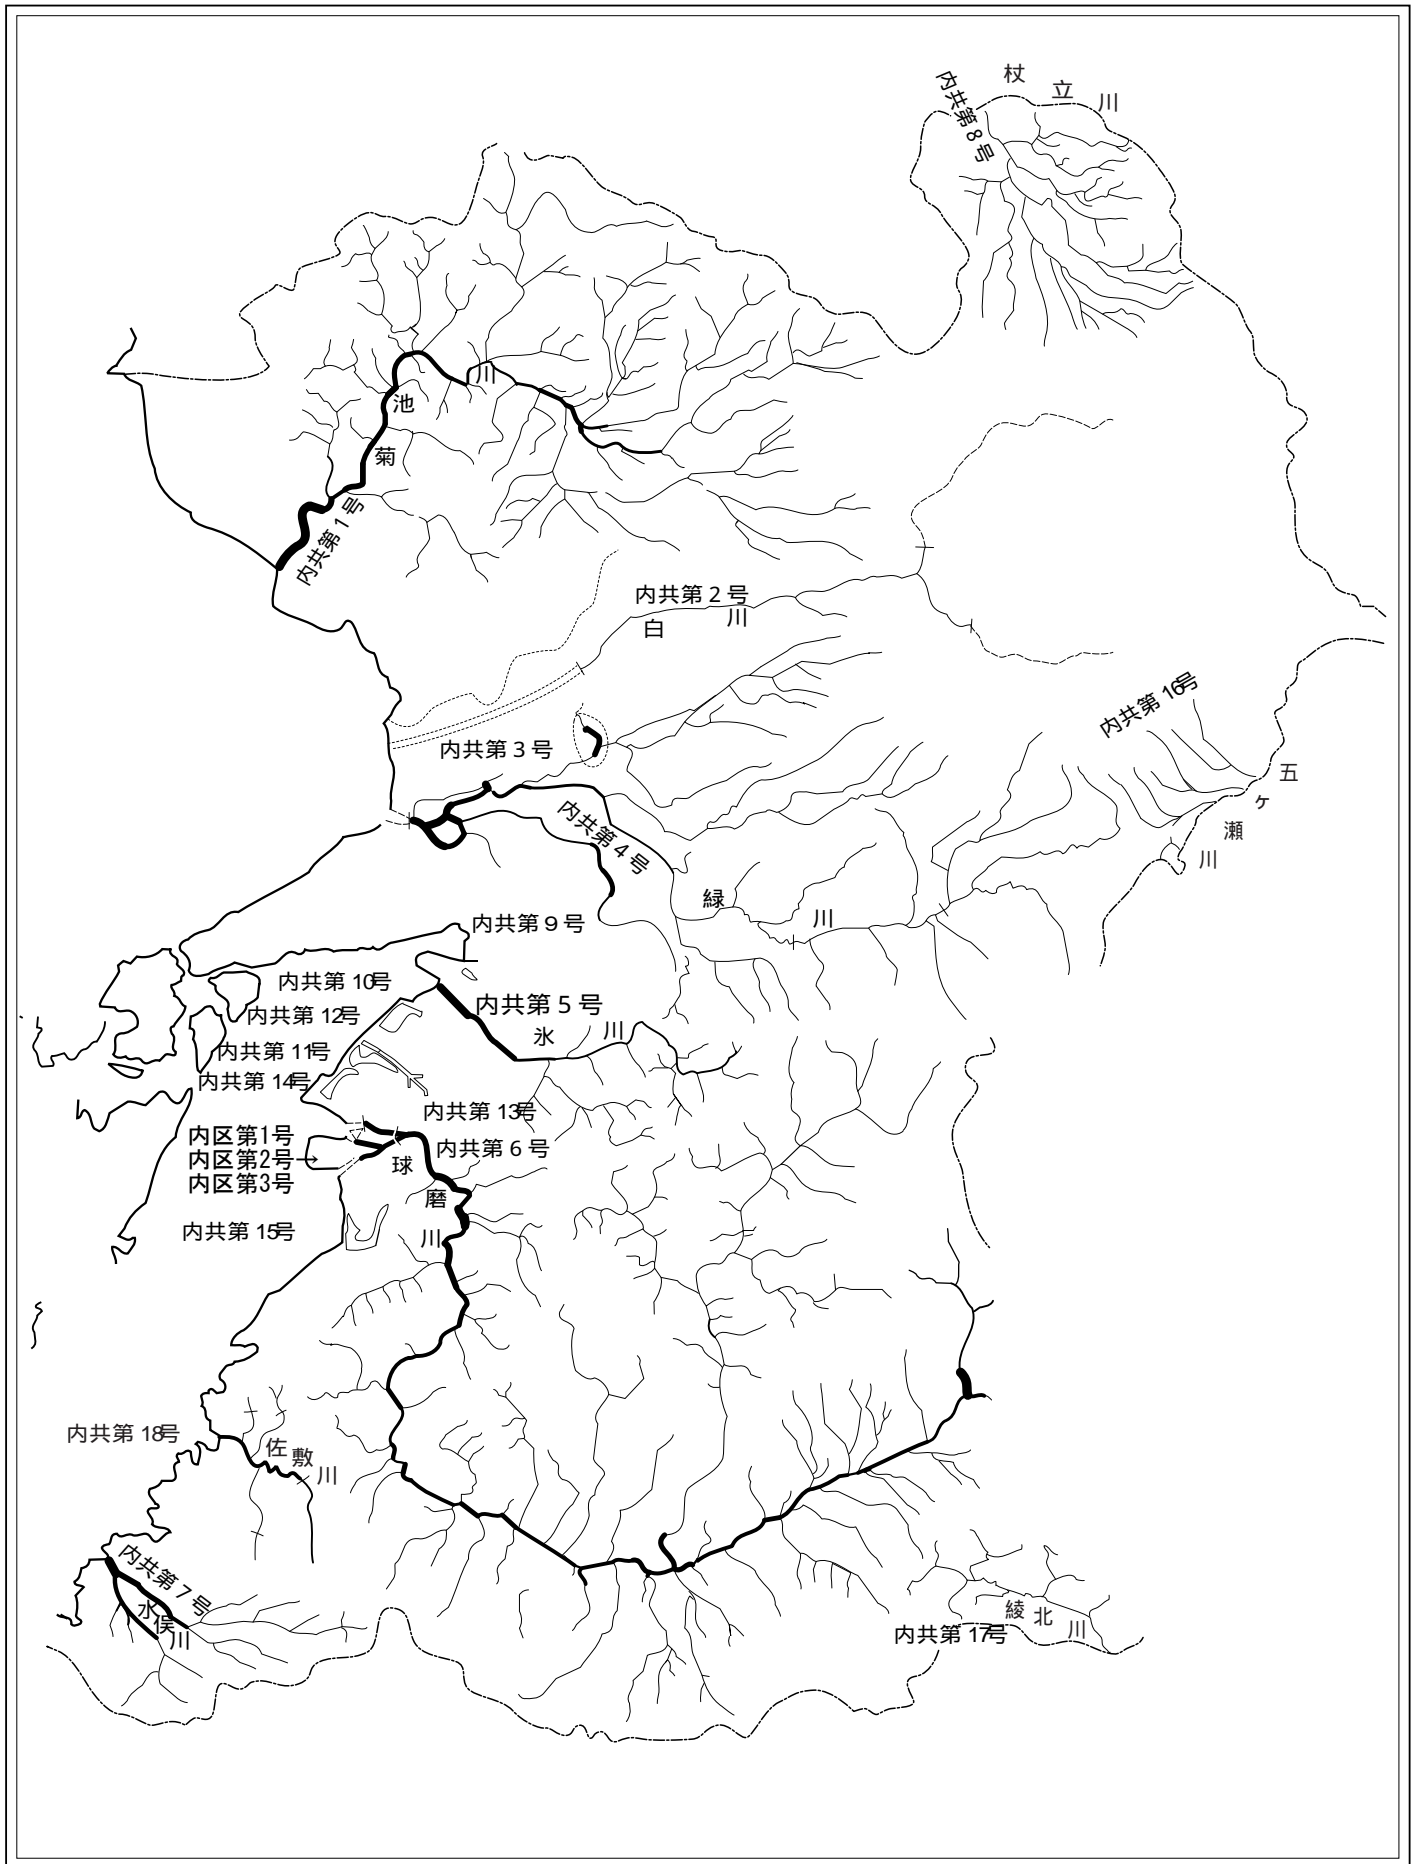 杖立川
内共第8号
川
池
菊
内共第1号
内共第2号
白川
内共第16号
五ヶ瀬川
内共第3号
内共第4号
緑川
内共第9号
内共第10号
内共第5号
内共第12号
氷川
内共第11号
内共第14号
内共第13号
内区第1号
内共第6号
内区第2号→
球磨川
内区第3号
内共第15号
内共第18号
佐敷川
内共第7号
水俣川
綾北川
内共第17号